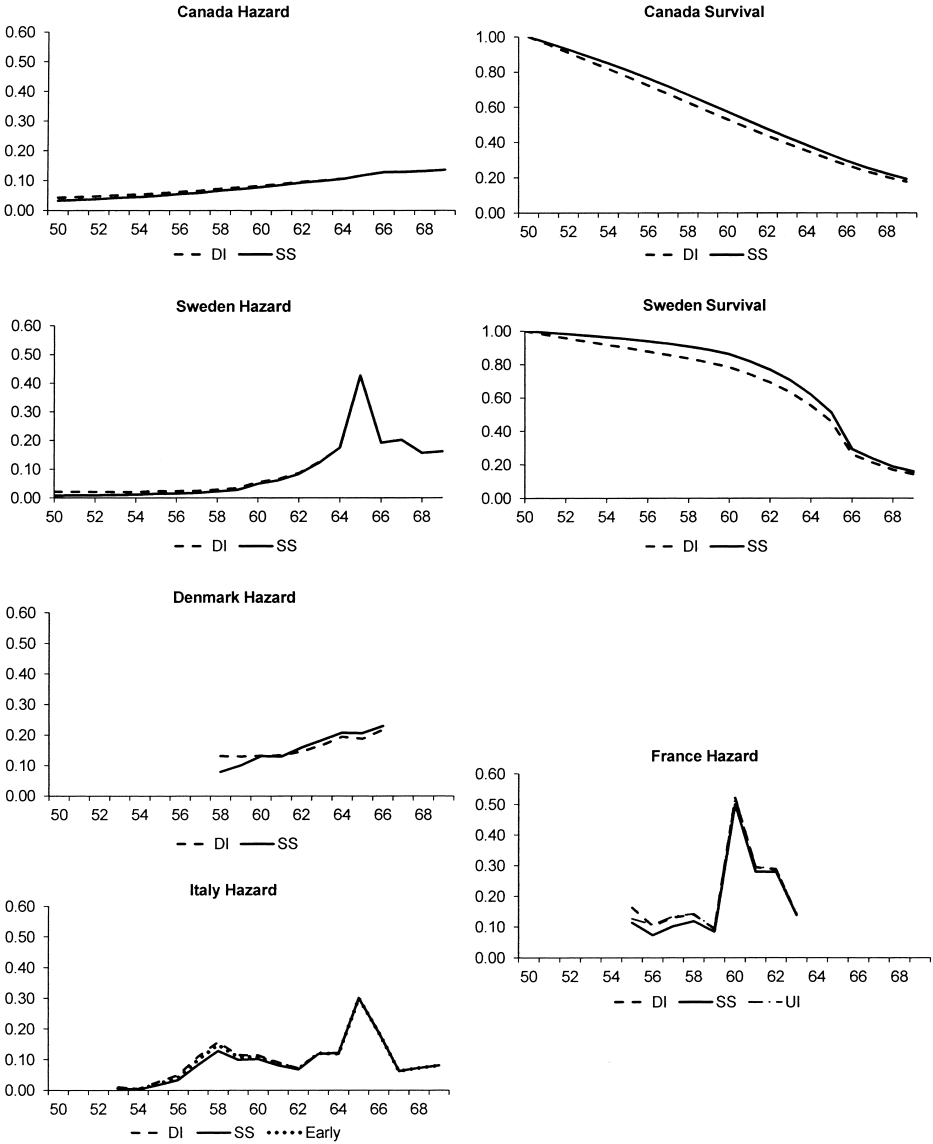 Canada Hazard
0.60
0.50
0.40
0.30
0.20
0.10
0.00
50 52 54 56 58 60 62 64 66 68
DI SS
Canada Survival
1.00
0.80
0.60
0.40
0.20
0.00
50 52 54 56 58 60 62 64 66 68
DI SS
Sweden Hazard
0.60
0.50
0.40
0.30
0.20
0.10
0.00
50 52 54 56 58 60 62 64 66 68
DI SS
Sweden Survival
1.00
0.80
0.60
0.40
0.20
0.00
50 52 54 56 58 60 62 64 66 68
DI SS
Denmark Hazard
0.60
0.50
0.40
0.30
0.20
0.10
0.00
50 52 54 56 58 60 62 64 66 68
DI SS
France Hazard
0.60
0.50
0.40
0.30
0.20
0.10
0.00
50 52 54 56 58 60 62 64 66 68
DI SS UI
Italy Hazard
0.60
0.50
0.40
0.30
0.20
0.10
0.00
50 52 54 56 58 60 62 64 66 68
DI SS Early